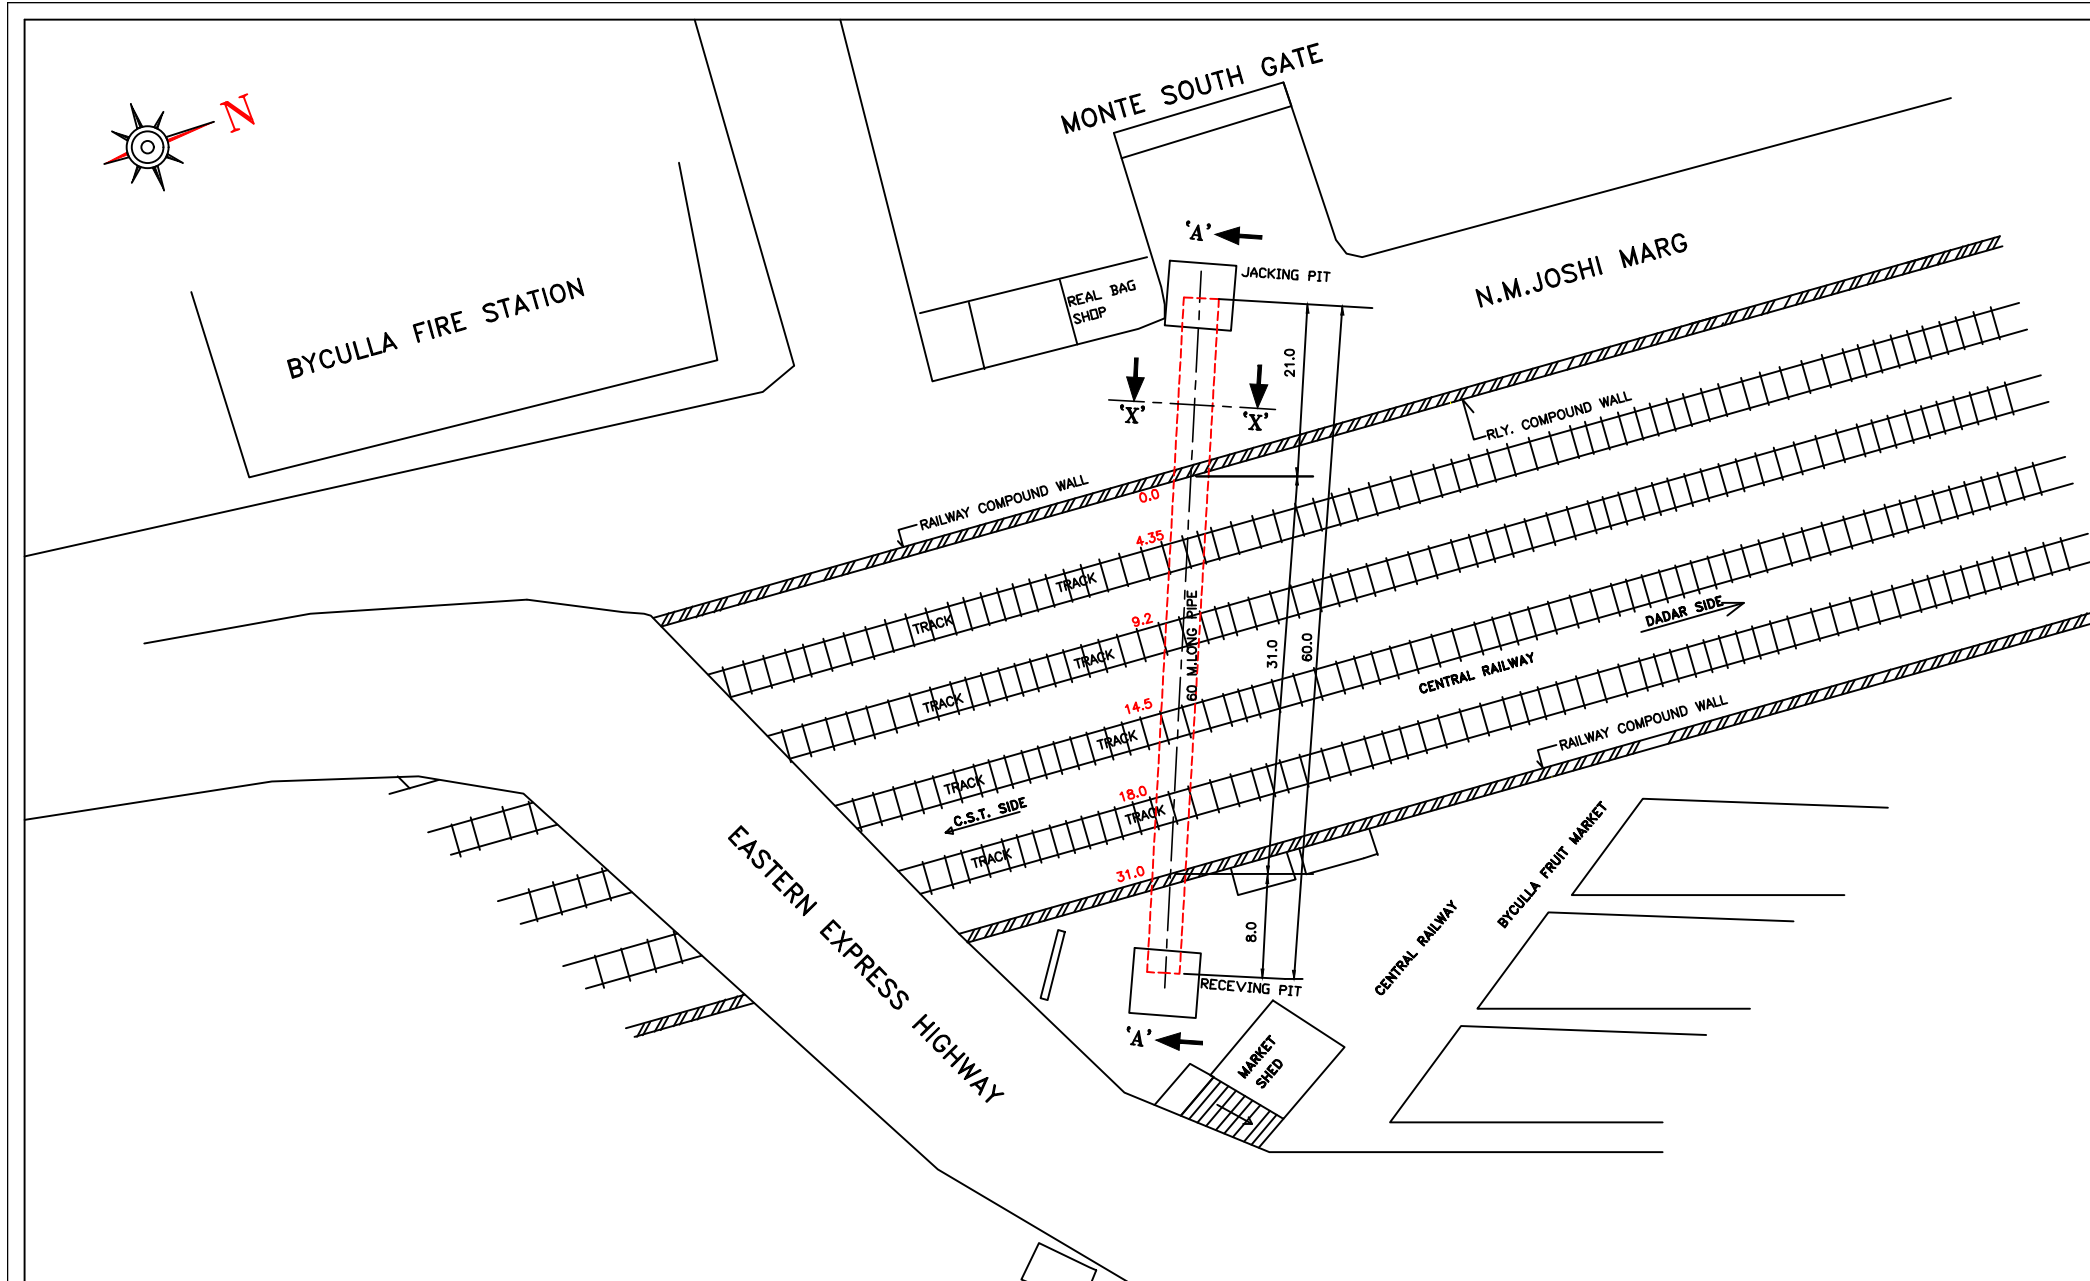 MONTE SOUTH GATE
N
'A'
JACKING PIT
N.M.JOSHI MARG
REAL BAG
SHOP
BYCULLA FIRE STATION
21.0
'X'
'X'
RLY. COMPOUND WALL
RAILWAY COMPOUND WALL
0.0
4.35
TRACK
TRACK
9.2
60 M.LONG PIPE
31.0
60.0
DADAR SIDE
TRACK
TRACK
CENTRAL RAILWAY
14.5
TRACK
TRACK
RAILWAY COMPOUND WALL
18.0
C.S.T. SIDE
TRACK
TRACK
31.0
EASTERN EXPRESS HIGHWAY
BYCULLA FRUIT MARKET
CENTRAL RAILWAY
8.0
RECEVING PIT
'A'
MARKET
SHED